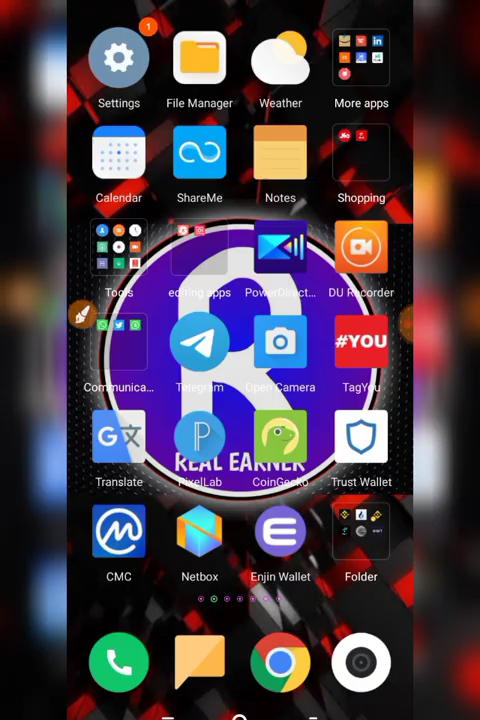 1
Settings
File Manager
Weather
More apps
Calendar
ShareMe
Notes
Shopping
Tools
editing apps
PowerDirect...
DU Recorder
#YOU
Communica...
Telegram
Open Camera
TagYou
REAL EARNER
Translate
PixelLab
CoinGecko
Trust Wallet
CMC
Netbox
Enjin Wallet
Folder